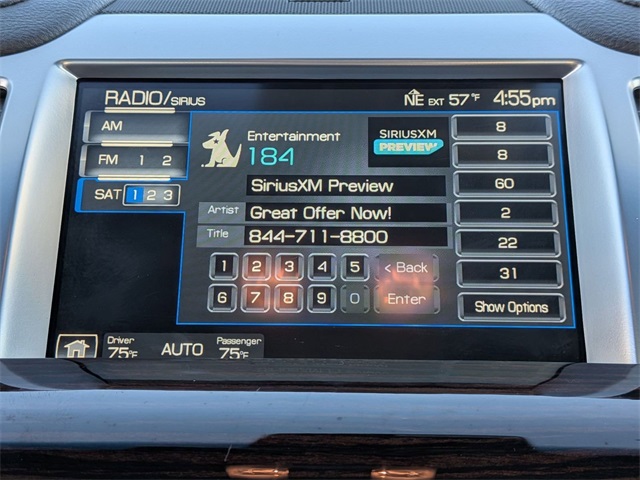 RADIO/SIRIUS NE EXT 57°F 4:55pm
AM
FM 1 2
SAT 1 2 3
Entertainment
184
SIRIUSXM
PREVIEW
SiriusXM Preview
Artist Great Offer Now!
Title 844-711-8800
1 2 3 4 5 < Back
6 7 8 9 0 Enter
8
8
60
2
22
31
Show Options
Driver
75°F
AUTO
Passenger
75°F